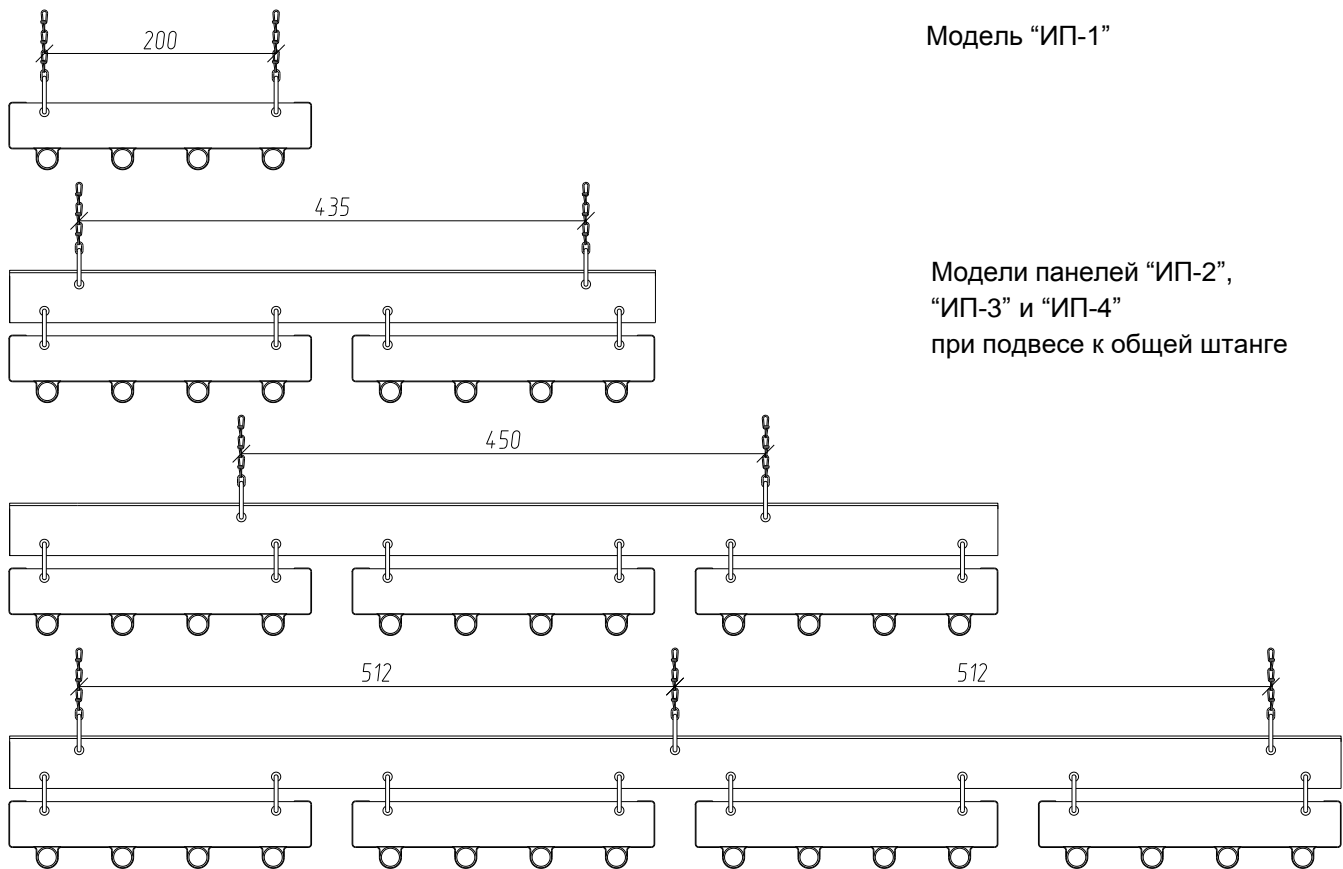 200
Модель “ИП-1”
435
Модели панелей “ИП-2”,
“ИП-3” и “ИП-4”
при подвесе к общей штанге
450
512 512